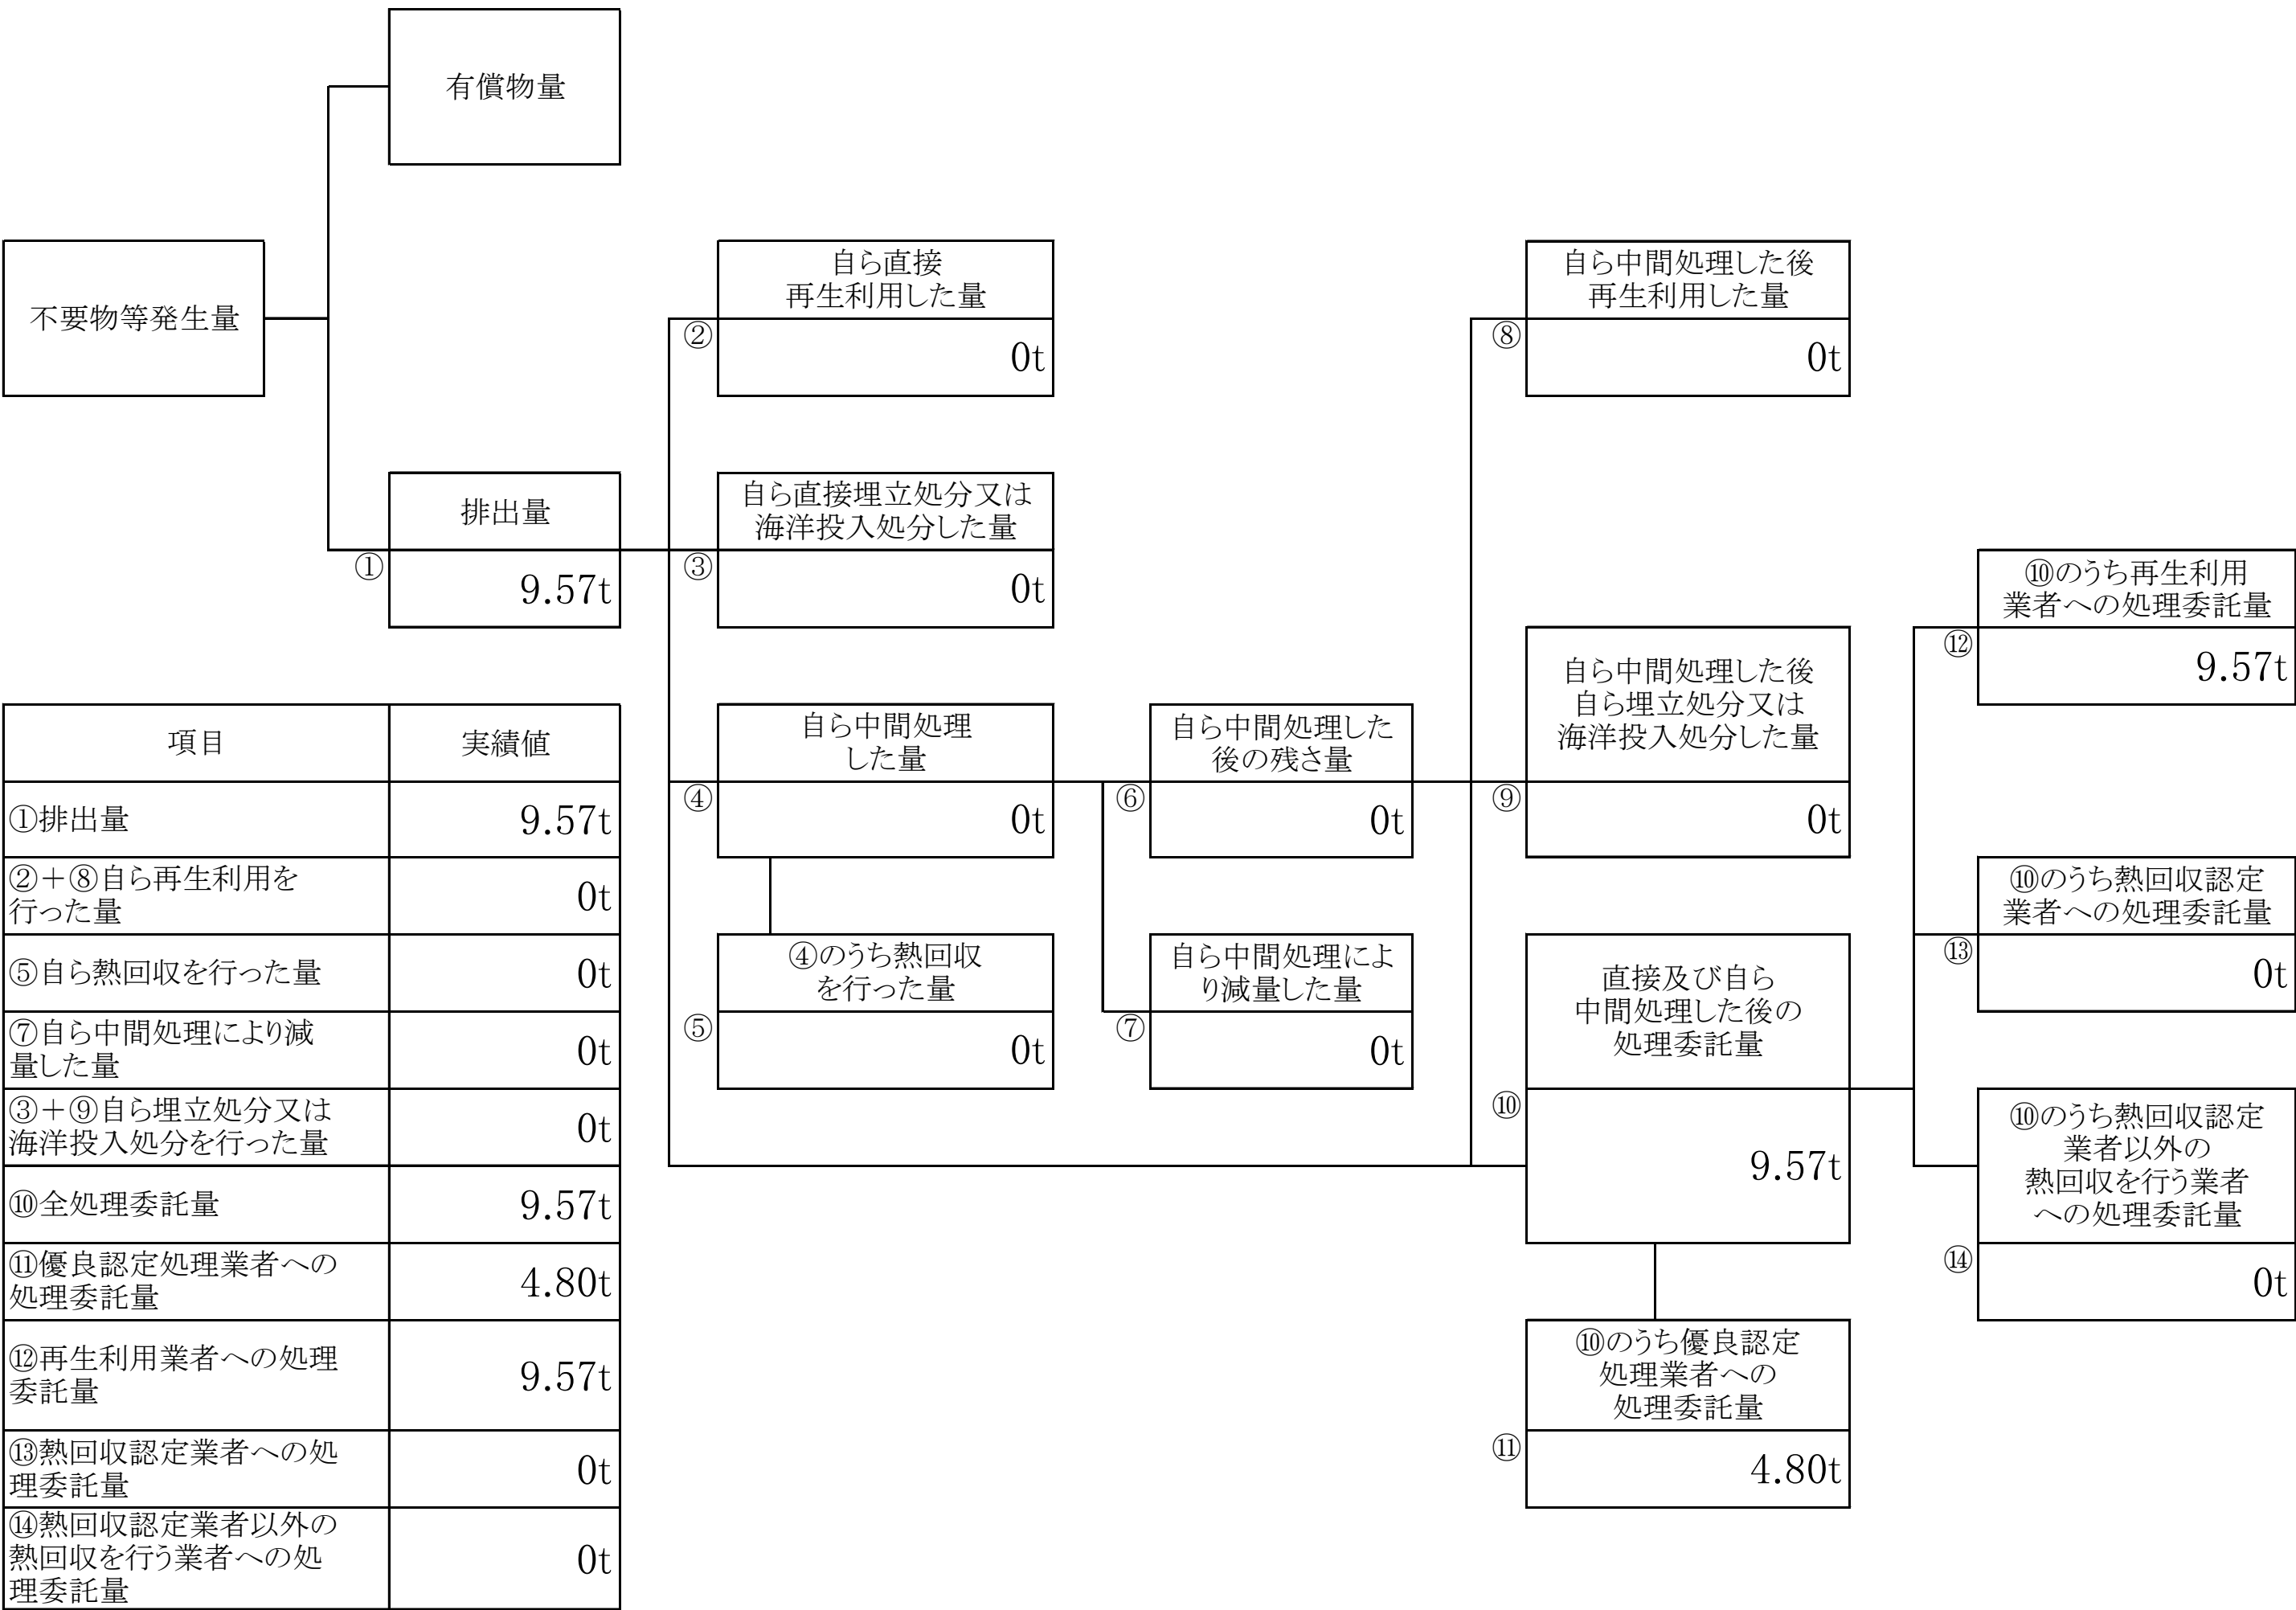 有償物量
不要物等発生量
自ら直接
再生利用した量
②
0t
自ら中間処理した後
再生利用した量
⑧
0t
排出量
①
9.57t
自ら直接埋立処分又は
海洋投入処分した量
③
0t
⑩のうち再生利用
業者への処理委託量
⑫
9.57t
自ら中間処理した後
自ら埋立処分又は
海洋投入処分した量
⑨
0t
自ら中間処理
した量
④
0t
自ら中間処理した
後の残さ量
⑥
0t
⑩のうち熱回収認定
業者への処理委託量
⑬
0t
④のうち熱回収
を行った量
⑤
0t
自ら中間処理によ
り減量した量
⑦
0t
直接及び自ら
中間処理した後の
処理委託量
⑩
9.57t
⑩のうち熱回収認定
業者以外の
熱回収を行う業者
への処理委託量
⑭
0t
⑩のうち優良認定
処理業者への
処理委託量
⑪
4.80t
項目 実績値
①排出量 9.57t
②+⑧自ら再生利用を
行った量 0t
⑤自ら熱回収を行った量 0t
⑦自ら中間処理により減
量した量 0t
③+⑨自ら埋立処分又は
海洋投入処分を行った量 0t
⑩全処理委託量 9.57t
⑪優良認定処理業者への
処理委託量 4.80t
⑫再生利用業者への処理
委託量 9.57t
⑬熱回収認定業者への処
理委託量 0t
⑭熱回収認定業者以外の
熱回収を行う業者への処
理委託量 0t